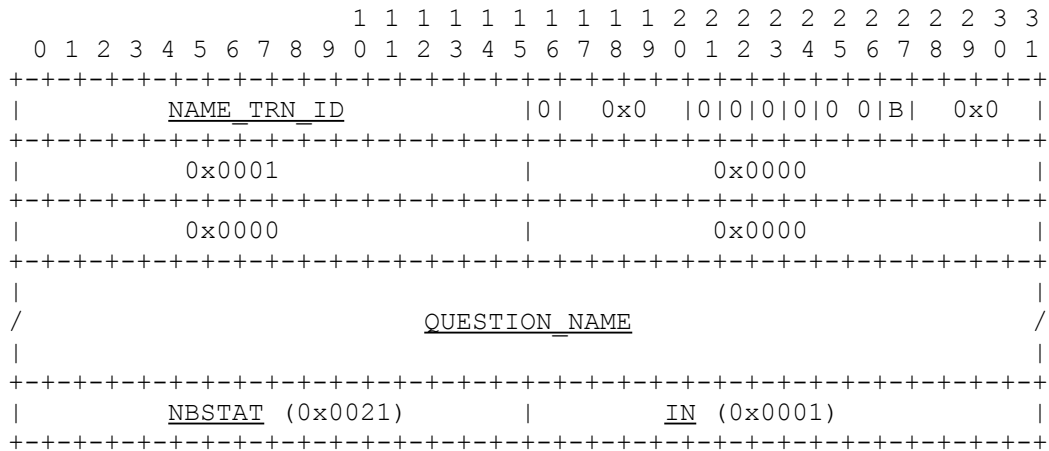 1 1 1 1 1 1 1 1 1 1 2 2 2 2 2 2 2 2 2 2 3 3
  0 1 2 3 4 5 6 7 8 9 0 1 2 3 4 5 6 7 8 9 0 1 2 3 4 5 6 7 8 9 0 1
+-+-+-+-+-+-+-+-+-+-+-+-+-+-+-+-+-+-+-+-+-+-+-+-+-+-+-+-+-+-+-+-+
|         NAME_TRN_ID           |0|  0x0  |0|0|0|0|0 0|B|  0x0  |
+-+-+-+-+-+-+-+-+-+-+-+-+-+-+-+-+-+-+-+-+-+-+-+-+-+-+-+-+-+-+-+-+
|          0x0001               |           0x0000              |
+-+-+-+-+-+-+-+-+-+-+-+-+-+-+-+-+-+-+-+-+-+-+-+-+-+-+-+-+-+-+-+-+
|          0x0000               |           0x0000              |
+-+-+-+-+-+-+-+-+-+-+-+-+-+-+-+-+-+-+-+-+-+-+-+-+-+-+-+-+-+-+-+-+
|                                                               |
/                         QUESTION_NAME                         /
|                                                               |
+-+-+-+-+-+-+-+-+-+-+-+-+-+-+-+-+-+-+-+-+-+-+-+-+-+-+-+-+-+-+-+-+
|         NBSTAT (0x0021)       |        IN (0x0001)            |
+-+-+-+-+-+-+-+-+-+-+-+-+-+-+-+-+-+-+-+-+-+-+-+-+-+-+-+-+-+-+-+-+